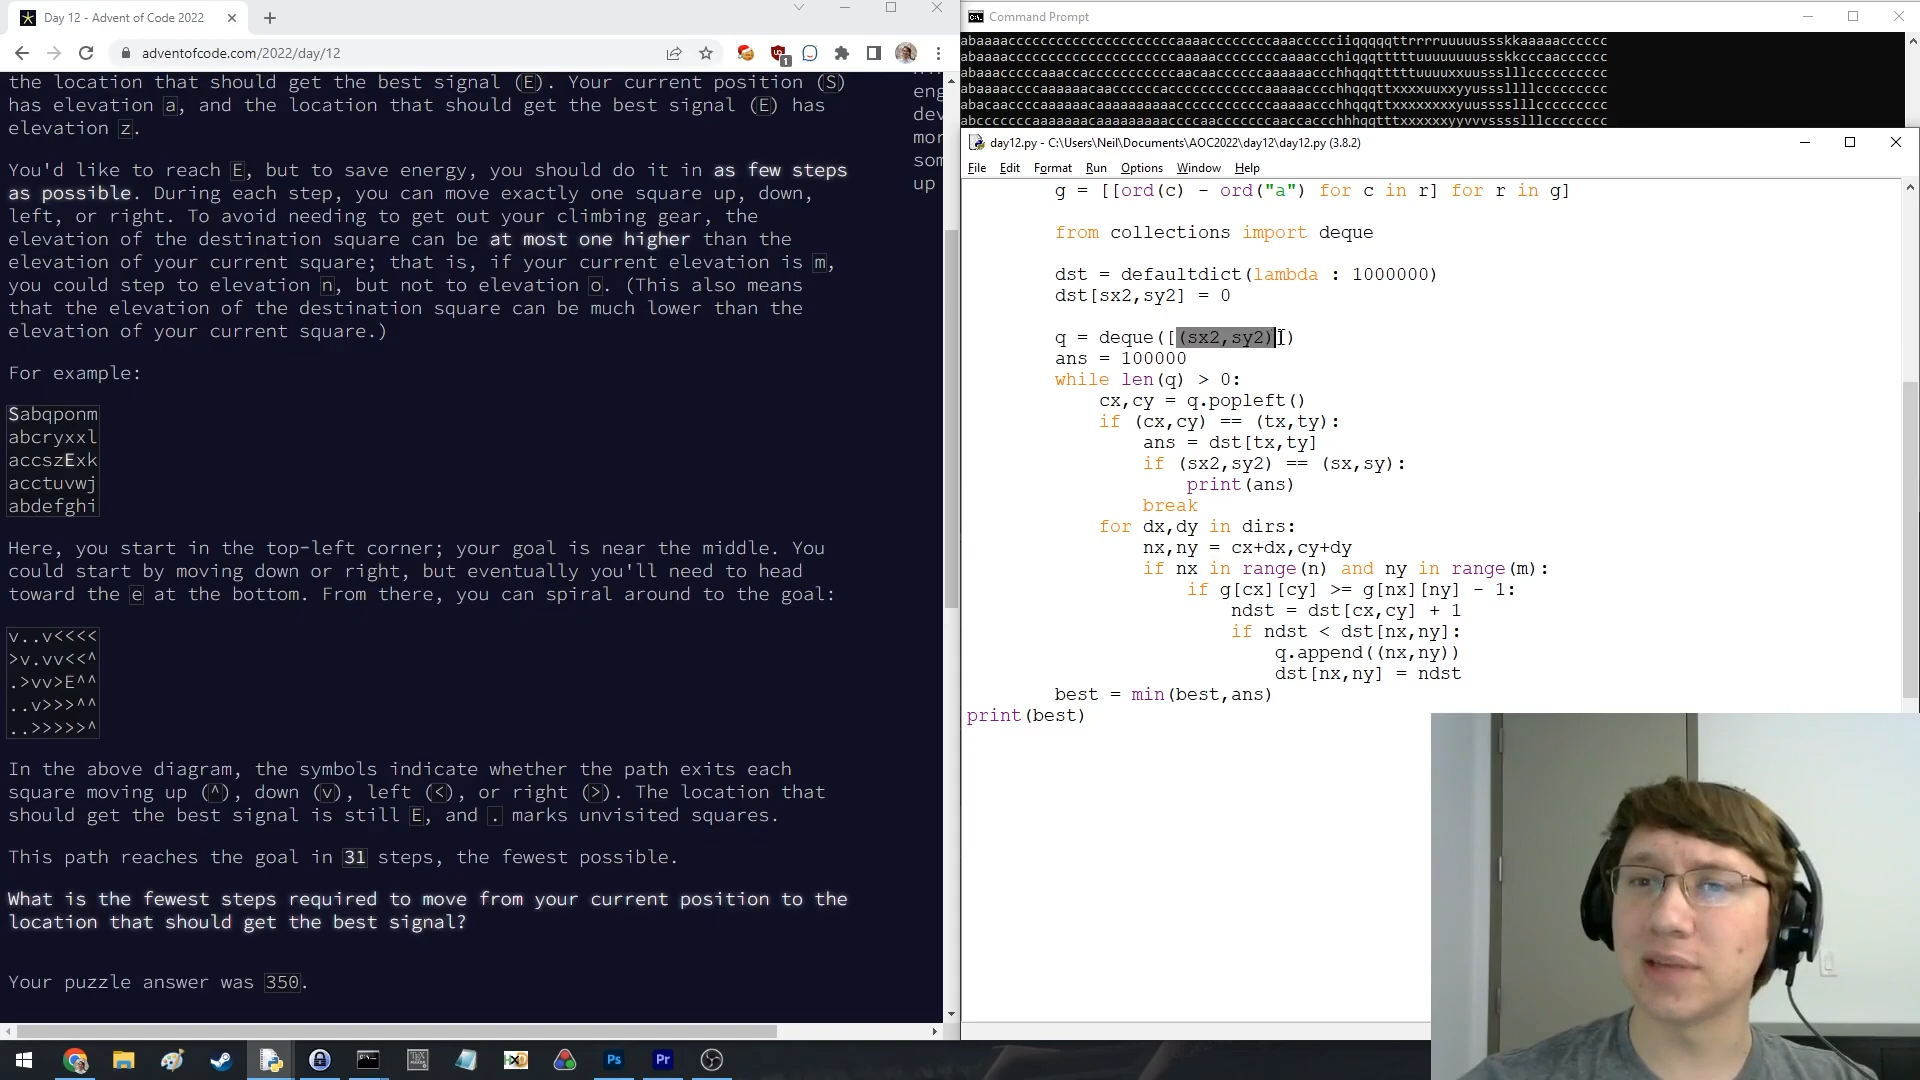 Day 12 - Advent of Code 2022
adventofcode.com/2022/day/12
the location that should get the best signal (E). Your current position (S)
has elevation a, and the location that should get the best signal (E) has
elevation z.
You'd like to reach E, but to save energy, you should do it in as few steps
as possible. During each step, you can move exactly one square up, down,
left, or right. To avoid needing to get out your climbing gear, the
elevation of the destination square can be at most one higher than the
elevation of your current square; that is, if your current elevation is m,
you could step to elevation n, but not to elevation o. (This also means
that the elevation of the destination square can be much lower than the
elevation of your current square.)
For example:
Sabqponm
abcryxxl
accszExk
acctuvwj
abdefghi
Here, you start in the top-left corner; your goal is near the middle. You
could start by moving down or right, but eventually you'll need to head
toward the e at the bottom. From there, you can spiral around to the goal:
v..v<<<<
>v.vv<<^
.>vv>E^^
..v>>>^^
..>>>>>^
In the above diagram, the symbols indicate whether the path exits each
square moving up (^), down (v), left (<), or right (>). The location that
should get the best signal is still E, and . marks unvisited squares.
This path reaches the goal in 31 steps, the fewest possible.
What is the fewest steps required to move from your current position to the
location that should get the best signal?
Your puzzle answer was 350.
eng
dev
mor
som
up
Command Prompt
day12.py - C:\Users\Neil\Documents\AOC2022\day12\day12.py (3.8.2)
File Edit Format Run Options Window Help
g = [[ord(c) - ord("a") for c in r] for r in g]
from collections import deque
dst = defaultdict(lambda : 1000000)
dst[sx2,sy2] = 0
q = deque([(sx2,sy2)])
ans = 100000
while len(q) > 0:
cx,cy = q.popleft()
if (cx,cy) == (tx,ty):
ans = dst[tx,ty]
if (sx2,sy2) == (sx,sy):
print(ans)
break
for dx,dy in dirs:
nx,ny = cx+dx,cy+dy
if nx in range(n) and ny in range(m):
if g[cx][cy] >= g[nx][ny] - 1:
ndst = dst[cx,cy] + 1
if ndst < dst[nx,ny]:
q.append((nx,ny))
dst[nx,ny] = ndst
best = min(best,ans)
print(best)
Ps
Pr